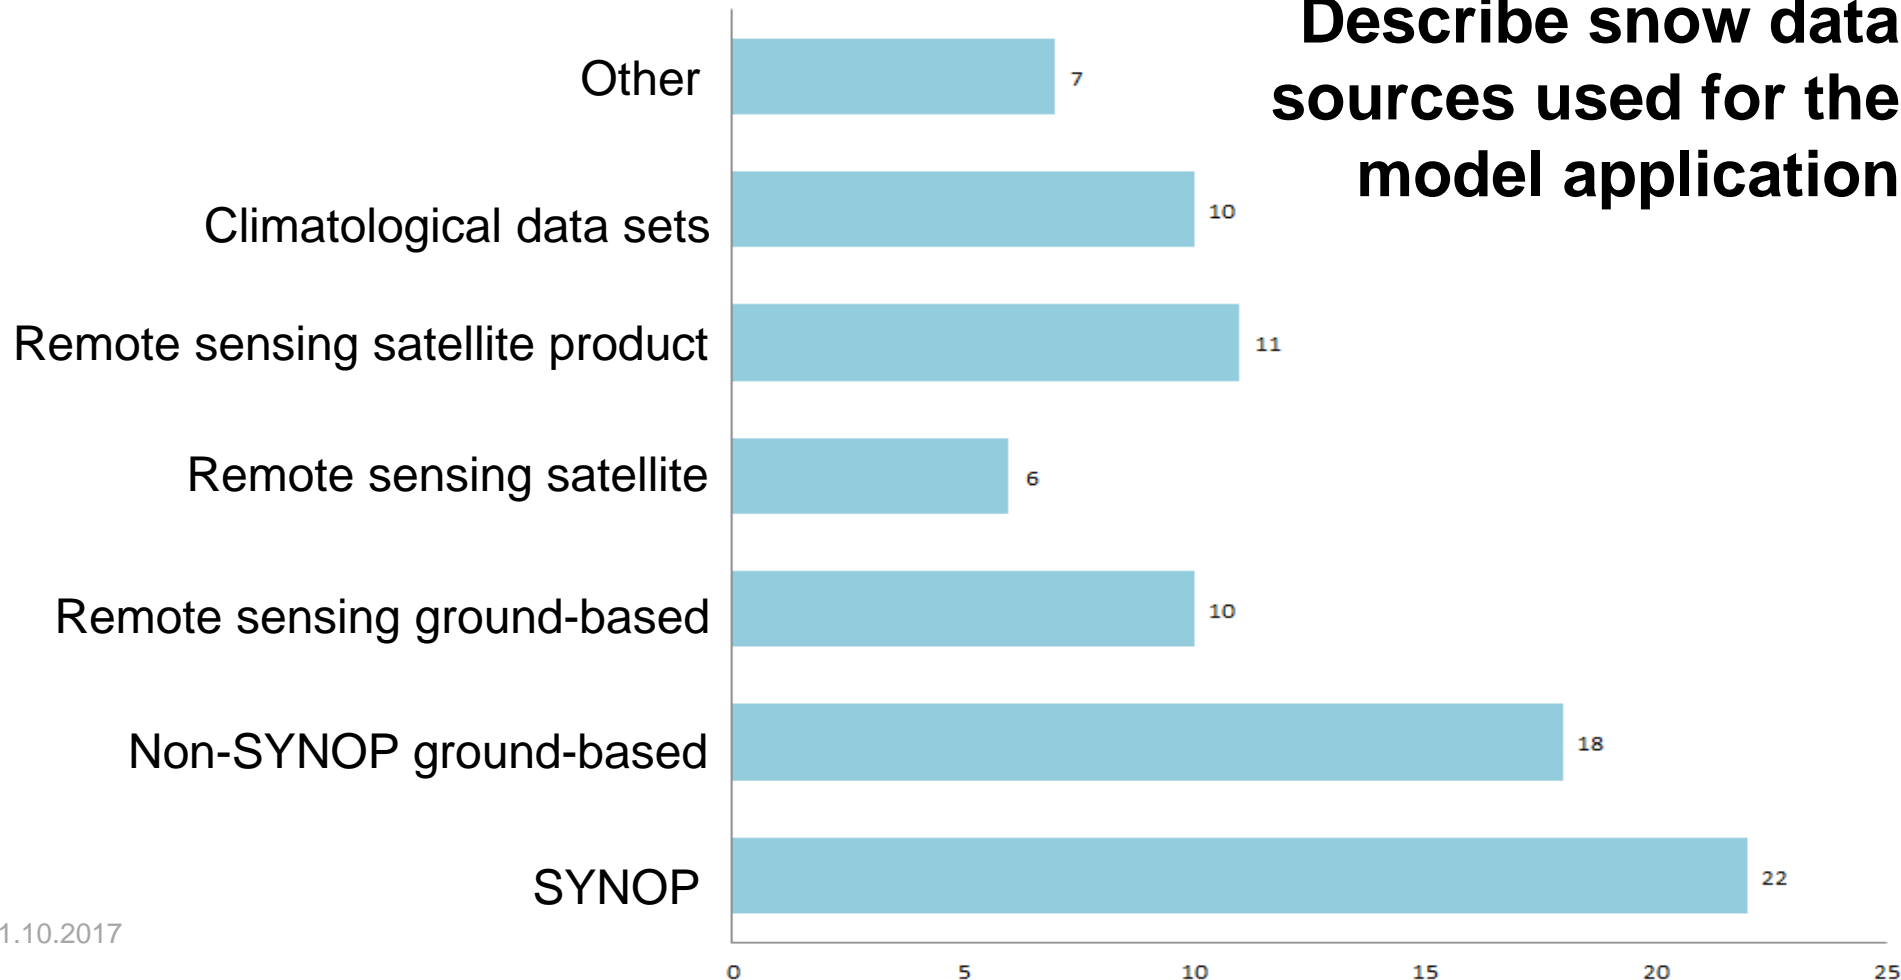 Describe snow data
sources used for the
model application
Other
7
Climatological data sets
10
Remote sensing satellite product
11
Remote sensing satellite
6
Remote sensing ground-based
10
Non-SYNOP ground-based
18
SYNOP
22
1.10.2017
0 5 10 15 20 25